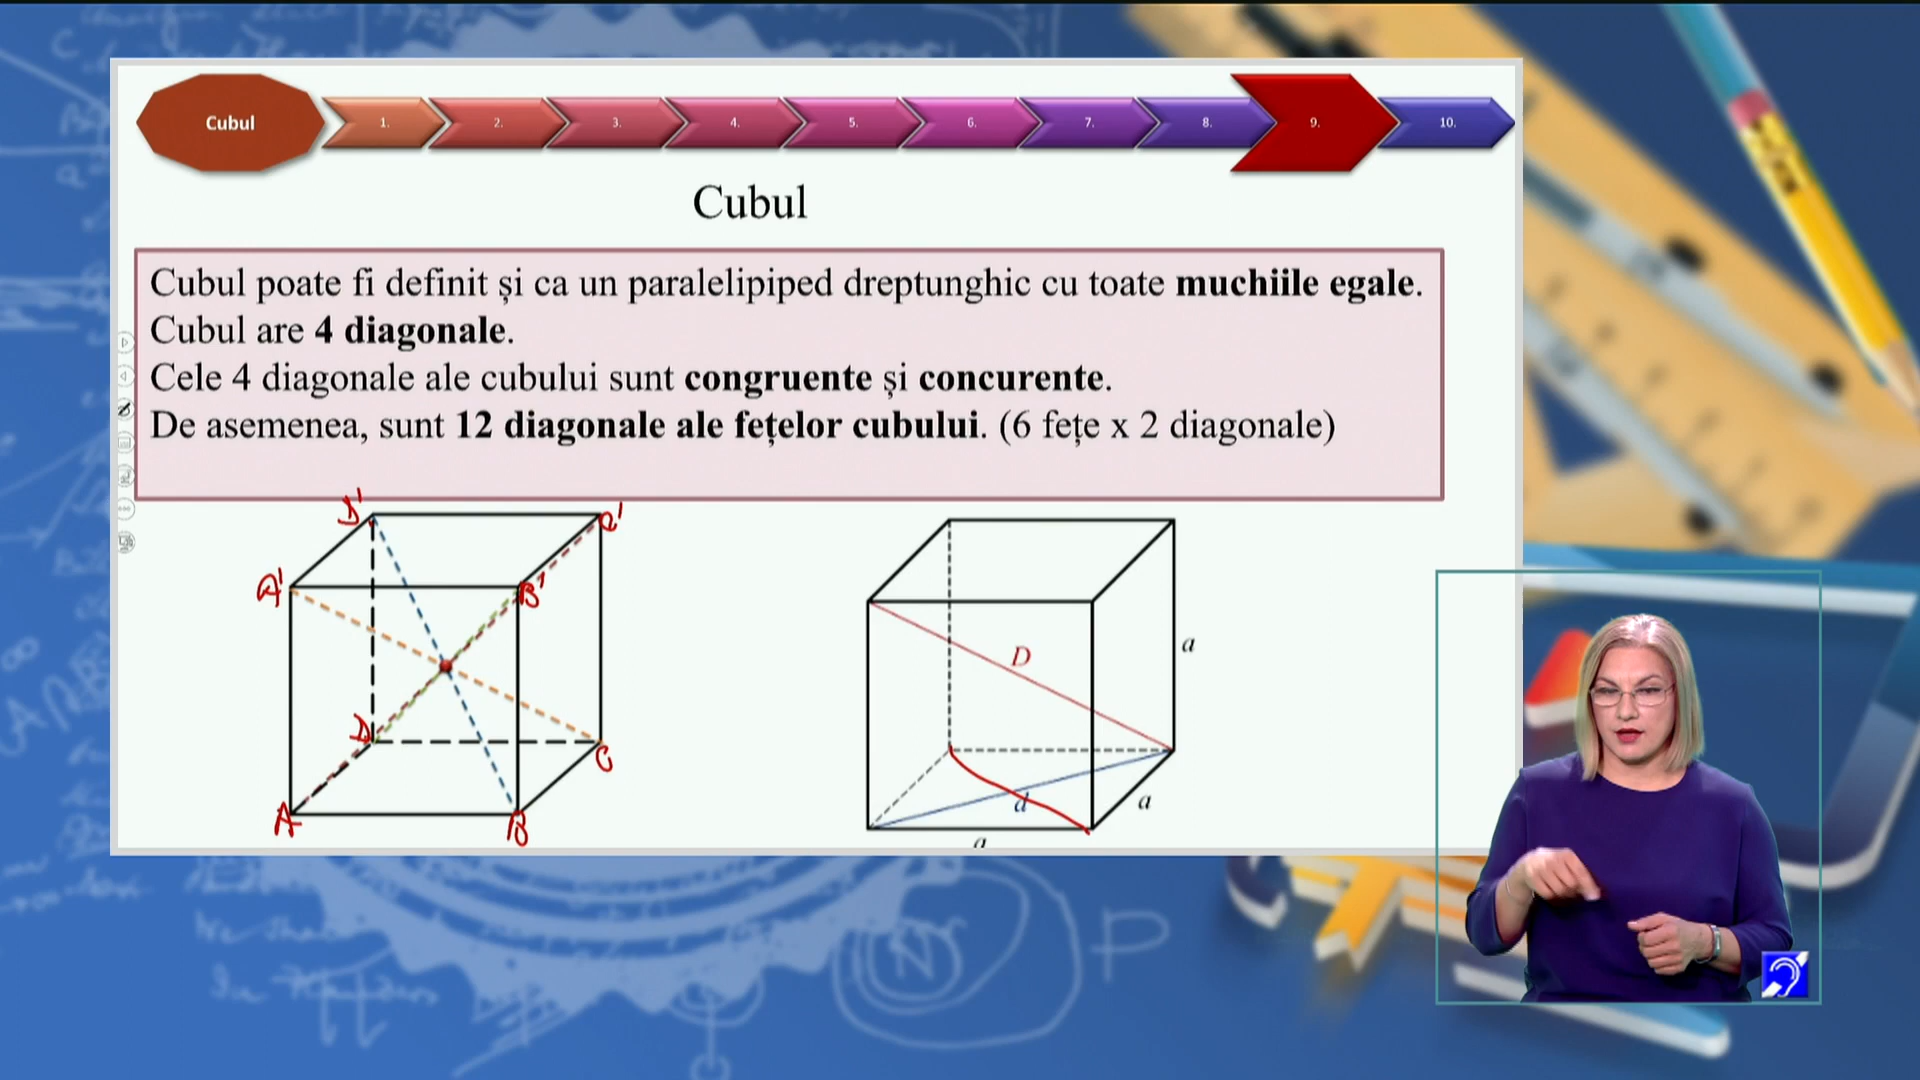 Cubul
1.
2.
3.
4.
5.
6.
7.
8.
9.
10.
Cubul
Cubul poate fi definit și ca un paralelipiped dreptunghic cu toate muchiile egale.
Cubul are 4 diagonale.
Cele 4 diagonale ale cubului sunt congruente și concurente.
De asemenea, sunt 12 diagonale ale fețelor cubului. (6 fețe x 2 diagonale)
D'
C'
A'
B'
D
C
A
B
D
a
d
a
a
N
P